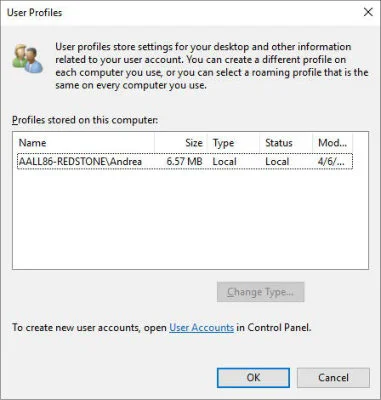 User Profiles
User profiles store settings for your desktop and other information
related to your user account. You can create a different profile on
each computer you use, or you can select a roaming profile that is the
same on every computer you use.
Profiles stored on this computer:
Name Size Type Status Mod...
AALL86-REDSTONE\Andrea 6.57 MB Local Local 4/6/...
Change Type...
To create new user accounts, open User Accounts in Control Panel.
OK Cancel